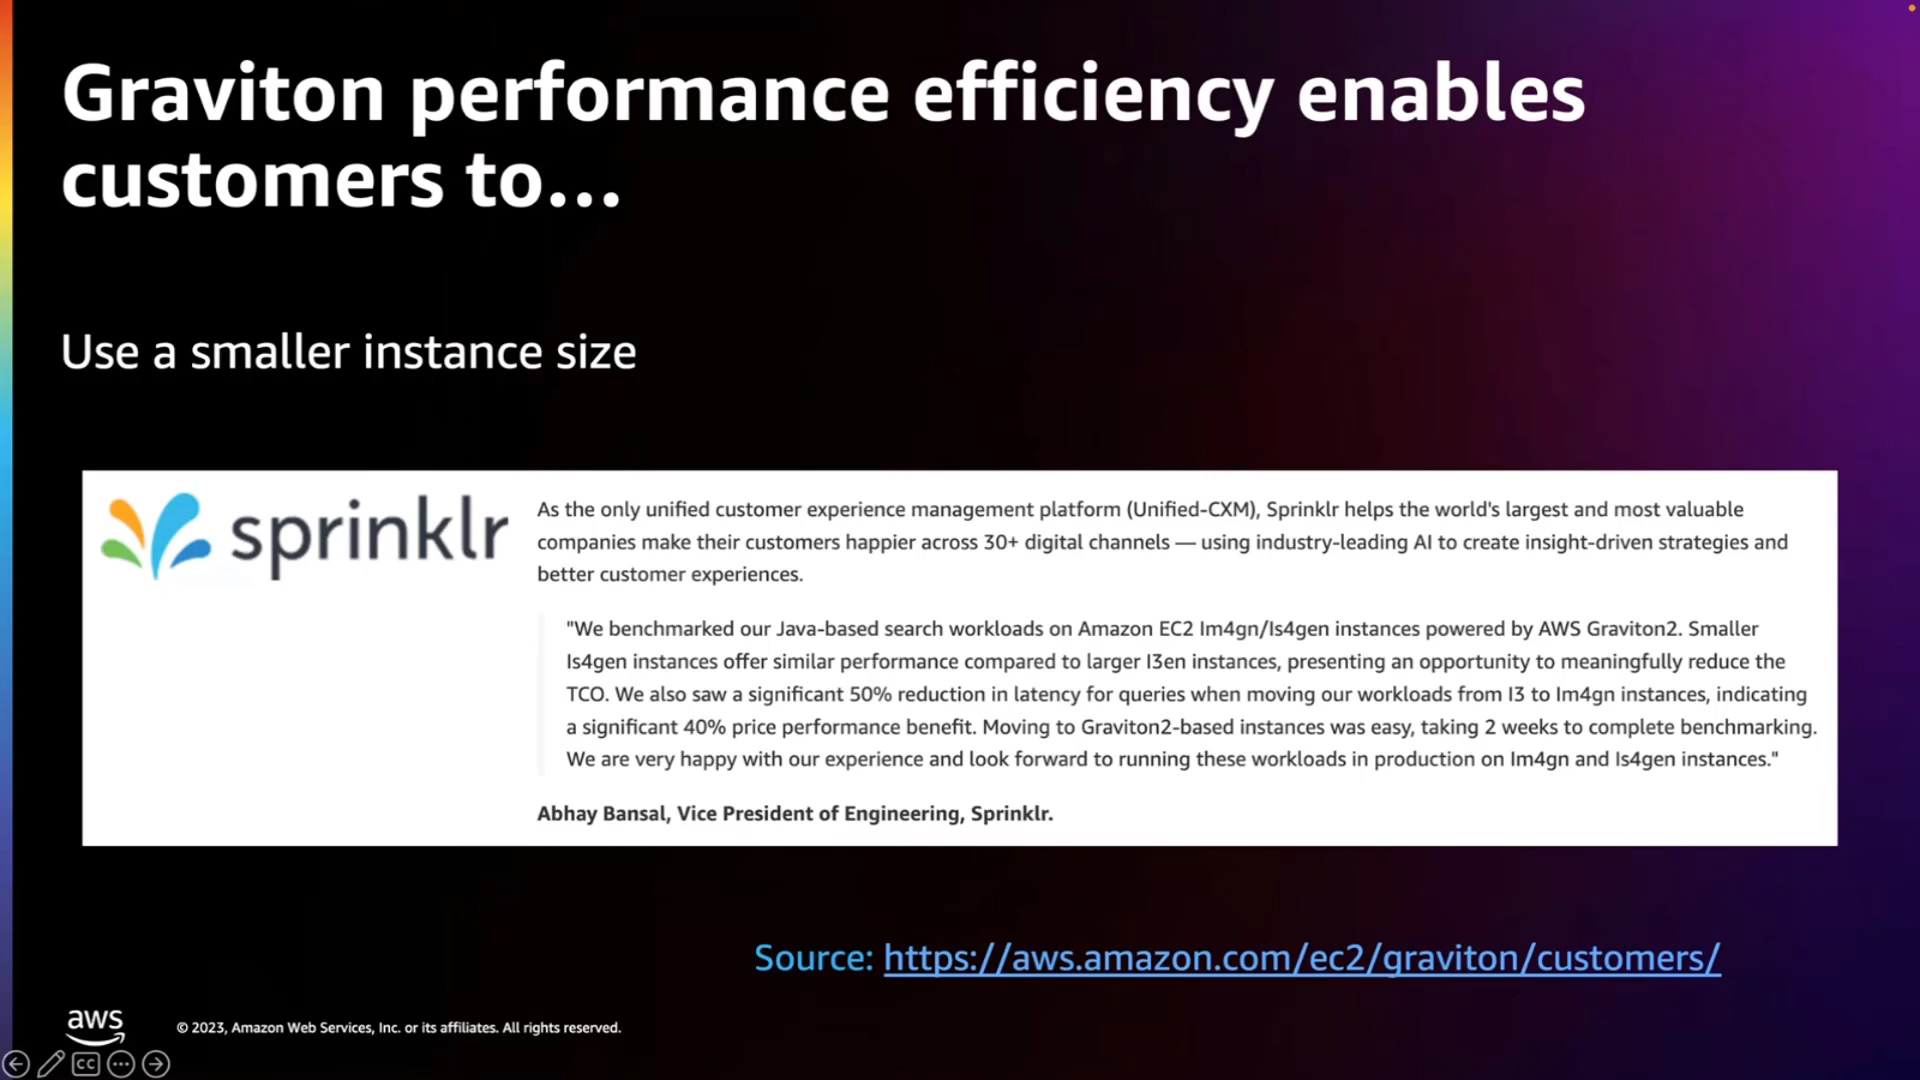 Graviton performance efficiency enables
customers to...
Use a smaller instance size
sprinklr
As the only unified customer experience management platform (Unified-CXM), Sprinklr helps the world's largest and most valuable
companies make their customers happier across 30+ digital channels — using industry-leading AI to create insight-driven strategies and
better customer experiences.
"We benchmarked our Java-based search workloads on Amazon EC2 Im4gn/Is4gen instances powered by AWS Graviton2. Smaller
Is4gen instances offer similar performance compared to larger I3en instances, presenting an opportunity to meaningfully reduce the
TCO. We also saw a significant 50% reduction in latency for queries when moving our workloads from I3 to Im4gn instances, indicating
a significant 40% price performance benefit. Moving to Graviton2-based instances was easy, taking 2 weeks to complete benchmarking.
We are very happy with our experience and look forward to running these workloads in production on Im4gn and Is4gen instances."
Abhay Bansal, Vice President of Engineering, Sprinklr.
Source: https://aws.amazon.com/ec2/graviton/customers/
aws
© 2023, Amazon Web Services, Inc. or its affiliates. All rights reserved.
CC